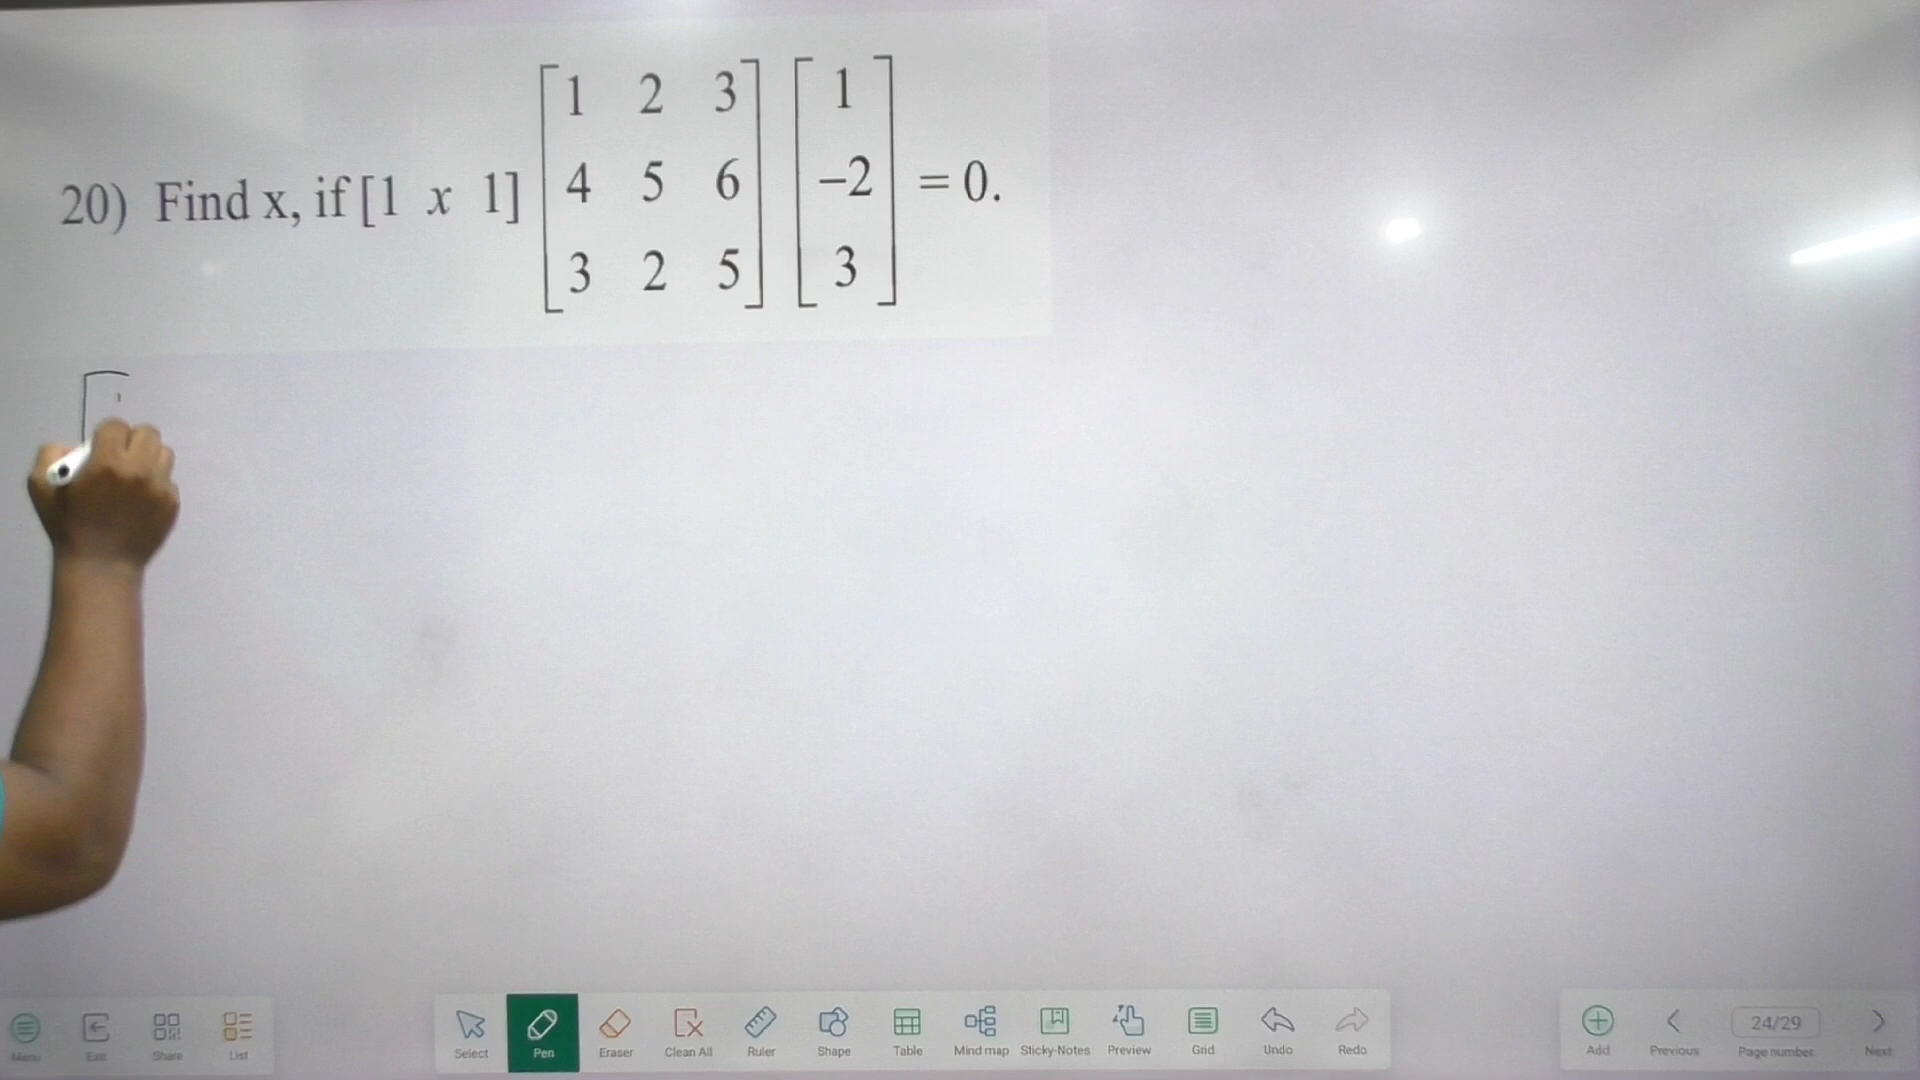 20) Find x, if [1 x 1] [1 2 3 4 5 6 3 2 5] [1 -2 3] = 0.
Menu Exit Share List Select Pen Eraser Clean All Ruler Shape Table Mind map Sticky-Notes Preview Grid Undo Redo Add Previous 24/29 Page number Next